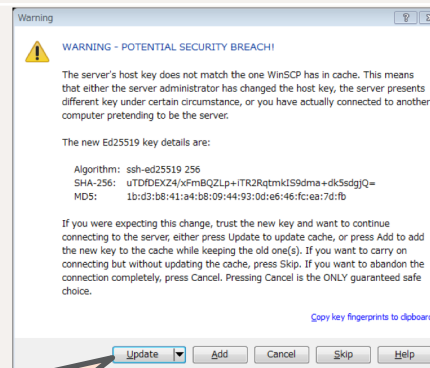 Warning
WARNING - POTENTIAL SECURITY BREACH!
The server's host key does not match the one WinSCP has in cache. This means
that either the server administrator has changed the host key, the server presents
different key under certain circumstance, or you have actually connected to another
computer pretending to be the server.
The new Ed25519 key details are:
Algorithm: ssh-ed25519 256
SHA-256: uTDfDEXZ4/xFmBQZLp+iTR2RqtmkIS9dma+dk5sdgjQ=
MD5: 1b:d3:b8:41:a4:b8:09:44:93:0d:e6:46:fc:ea:7d:fb
If you were expecting this change, trust the new key and want to continue
connecting to the server, either press Update to update cache, or press Add to add
the new key to the cache while keeping the old one(s). If you want to carry on
connecting but without updating the cache, press Skip. If you want to abandon the
connection completely, press Cancel. Pressing Cancel is the ONLY guaranteed safe
choice.
Copy key fingerprints to clipboard
Update Add Cancel Skip Help